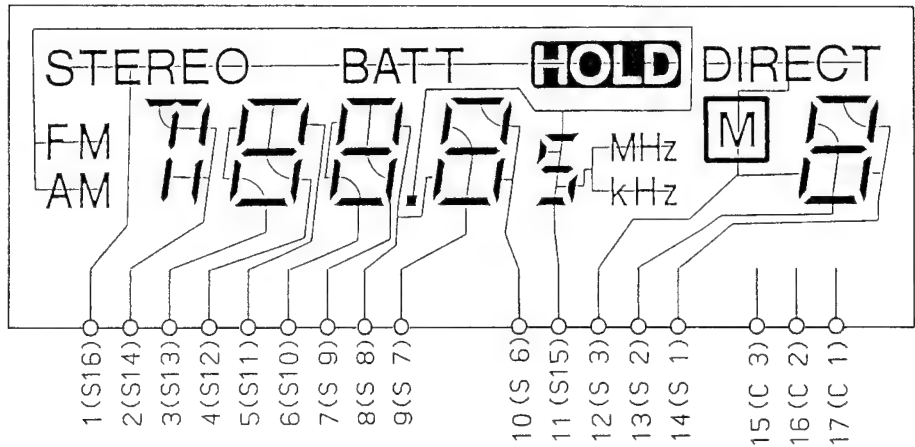 STEREO BATT HOLD DIRECT
FM M MHz
AM kHz
1(S16)
2(S14)
3(S13)
4(S12)
5(S11)
6(S10)
7(S 9)
8(S 8)
9(S 7)
10(S 6)
11(S15)
12(S 3)
13(S 2)
14(S 1)
15(C 3)
16(C 2)
17(C 1)